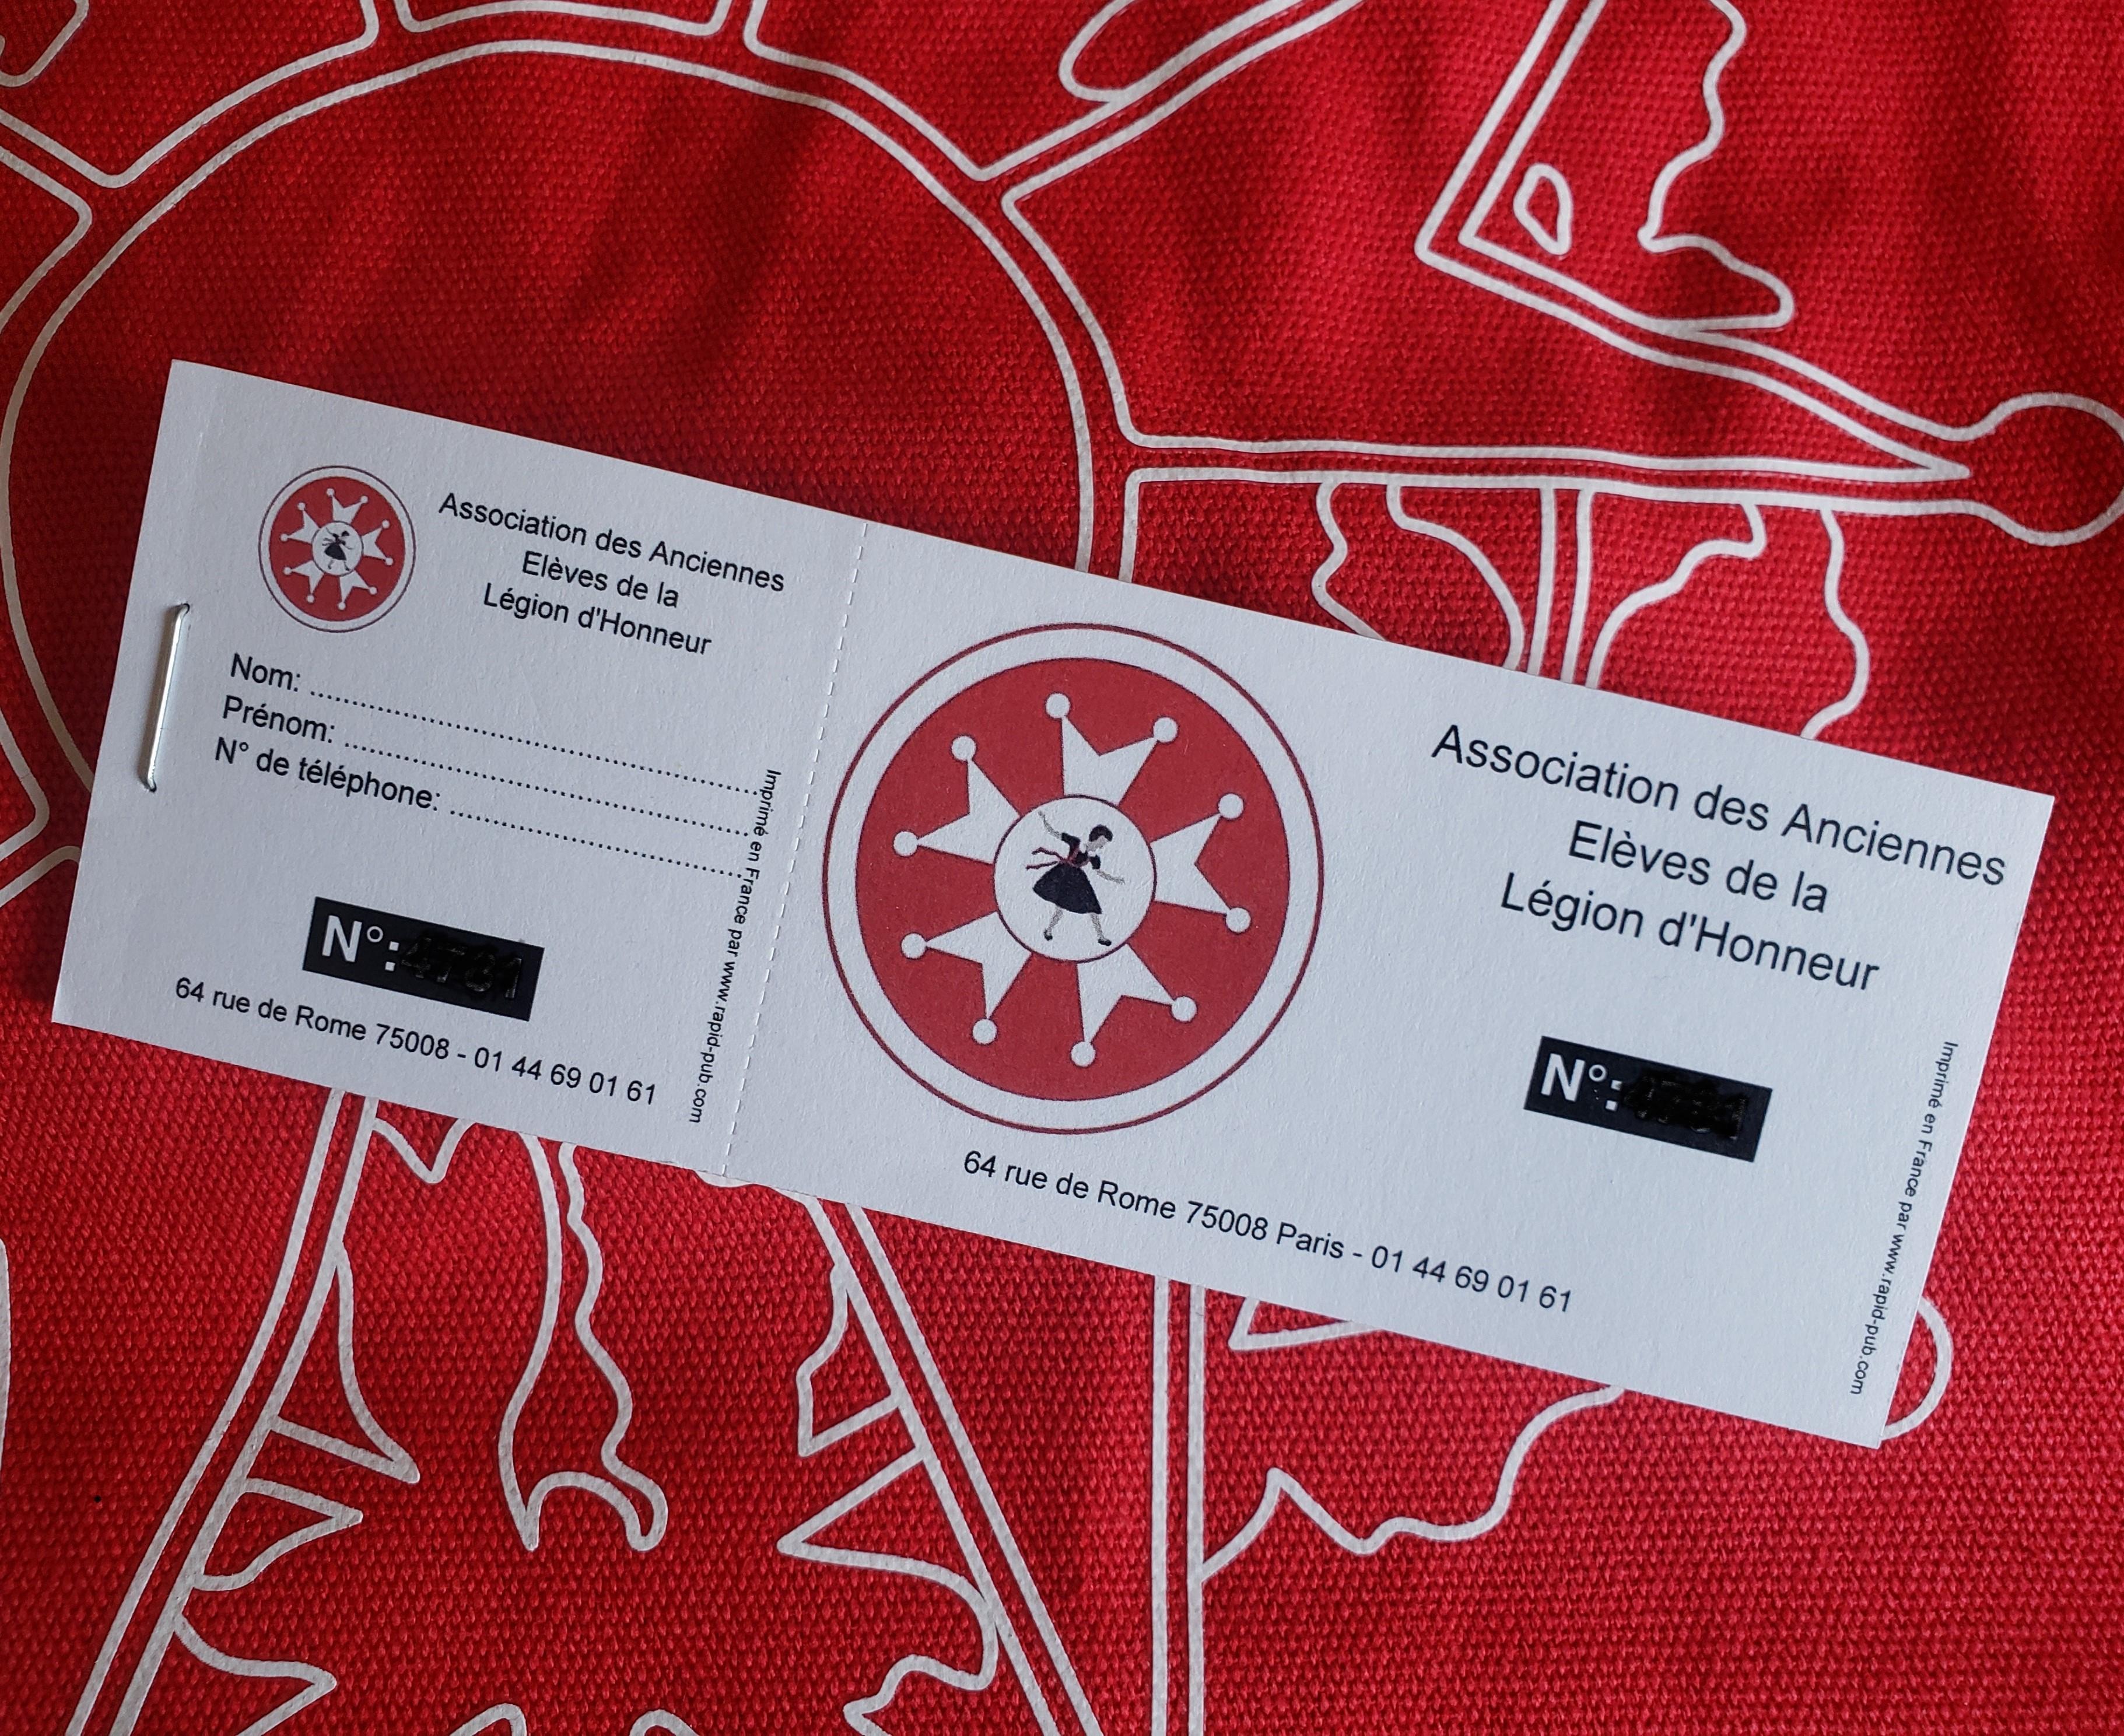 Association des Anciennes
Elèves de la
Légion d'Honneur
Nom: ........................................................
Prénom: ..................................................
N° de téléphone: ....................................
N°:
64 rue de Rome 75008 - 01 44 69 01 61
Imprimé en France par www.rapid-pub.com
Association des Anciennes
Elèves de la
Légion d'Honneur
N°:
64 rue de Rome 75008 Paris - 01 44 69 01 61
Imprimé en France par www.rapid-pub.com